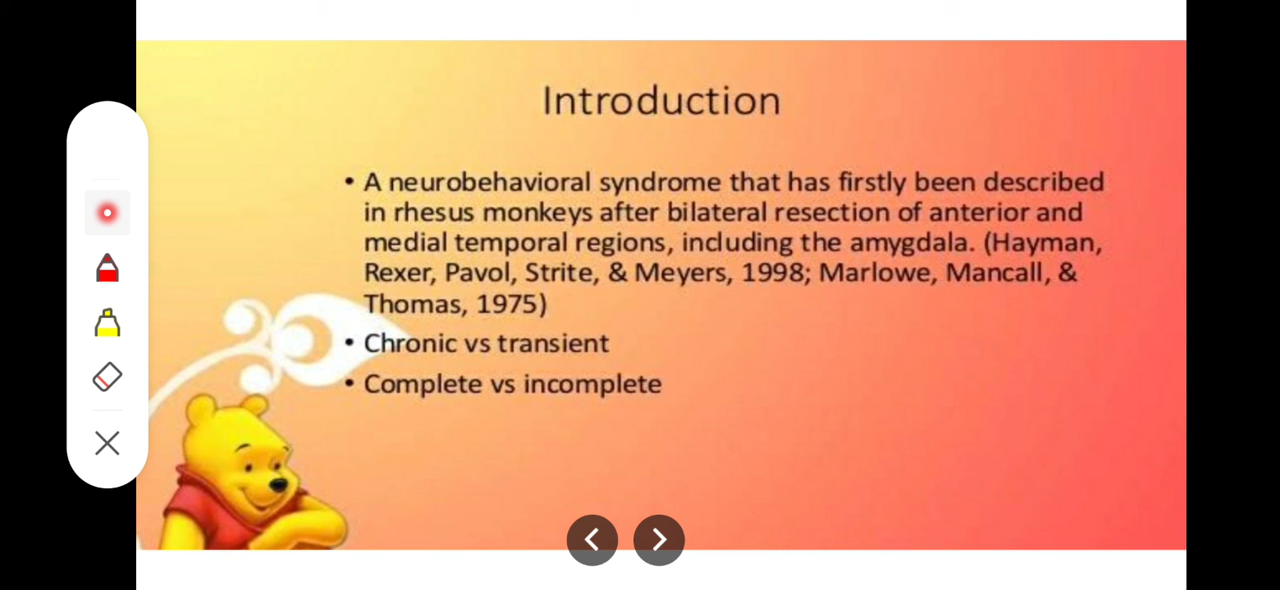 Introduction
• A neurobehavioral syndrome that has firstly been described
in rhesus monkeys after bilateral resection of anterior and
medial temporal regions, including the amygdala. (Hayman,
Rexer, Pavol, Strite, & Meyers, 1998; Marlowe, Mancall, &
Thomas, 1975)
• Chronic vs transient
• Complete vs incomplete